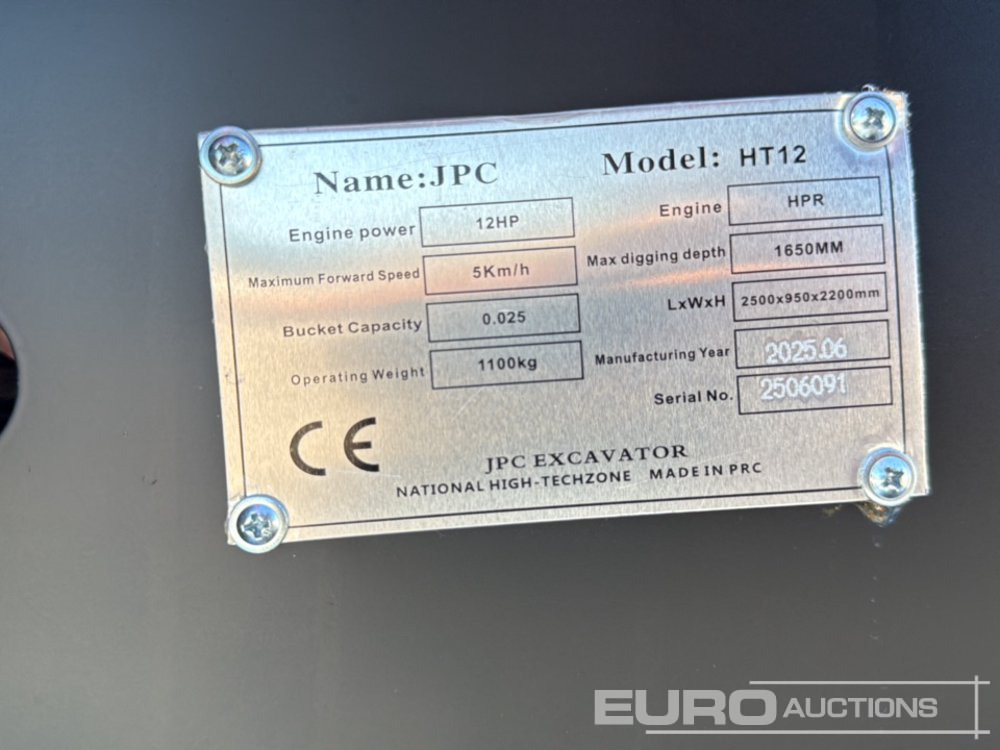 Name:JPC Model: HT12
Engine power 12HP Engine HPR
Maximum Forward Speed 5Km/h Max digging depth 1650MM
Bucket Capacity 0.025 LxWxH 2500x950x2200mm
Operating Weight 1100kg Manufacturing Year 2025.06
Serial No. 2506091
CE
JPC EXCAVATOR
NATIONAL HIGH-TECHZONE MADE IN PRC
EURO AUCTIONS